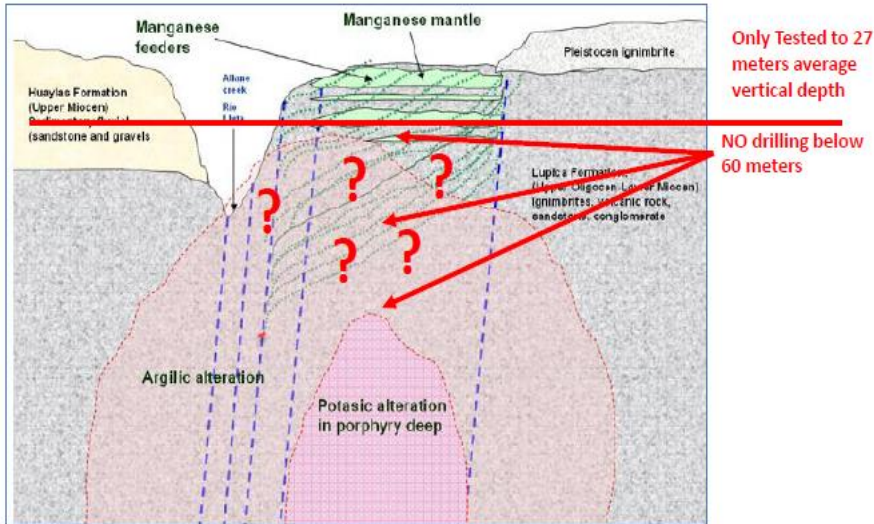 Manganese
feeders
Manganese mantle
Pleistocen ignimbrite
Only Tested to 27
meters average
vertical depth
Huaylas Formation
(Upper Miocen)
(sandstone and gravels
Allane
creek
Rio
NO drilling below
60 meters
Lupica Formation
(Upper Oligocen-Lower Miocen)
ignimbrites, volcanic rock,
sandstone, conglomerate
?
?
?
?
?
Argilic alteration
Potasic alteration
in porphyry deep